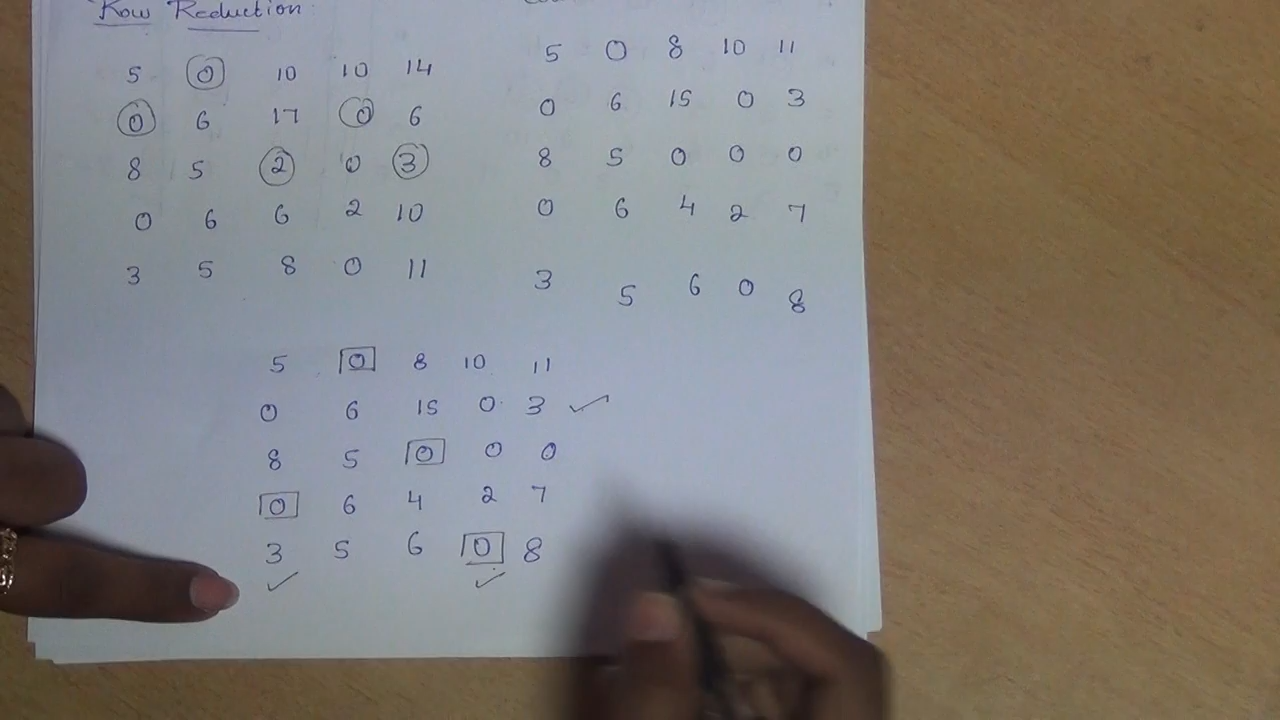 Row Reduction
5 0 10 10 14
0 6 17 0 6
8 5 2 0 3
0 6 6 2 10
3 5 8 0 11
5 0 8 10 11
0 6 15 0 3
8 5 0 0 0
0 6 4 2 7
3 5 6 0 8
5 0 8 10 11
0 6 15 0 3 ✓
8 5 0 0 0
0 6 4 2 7
3 5 6 0 8
✓ ✓